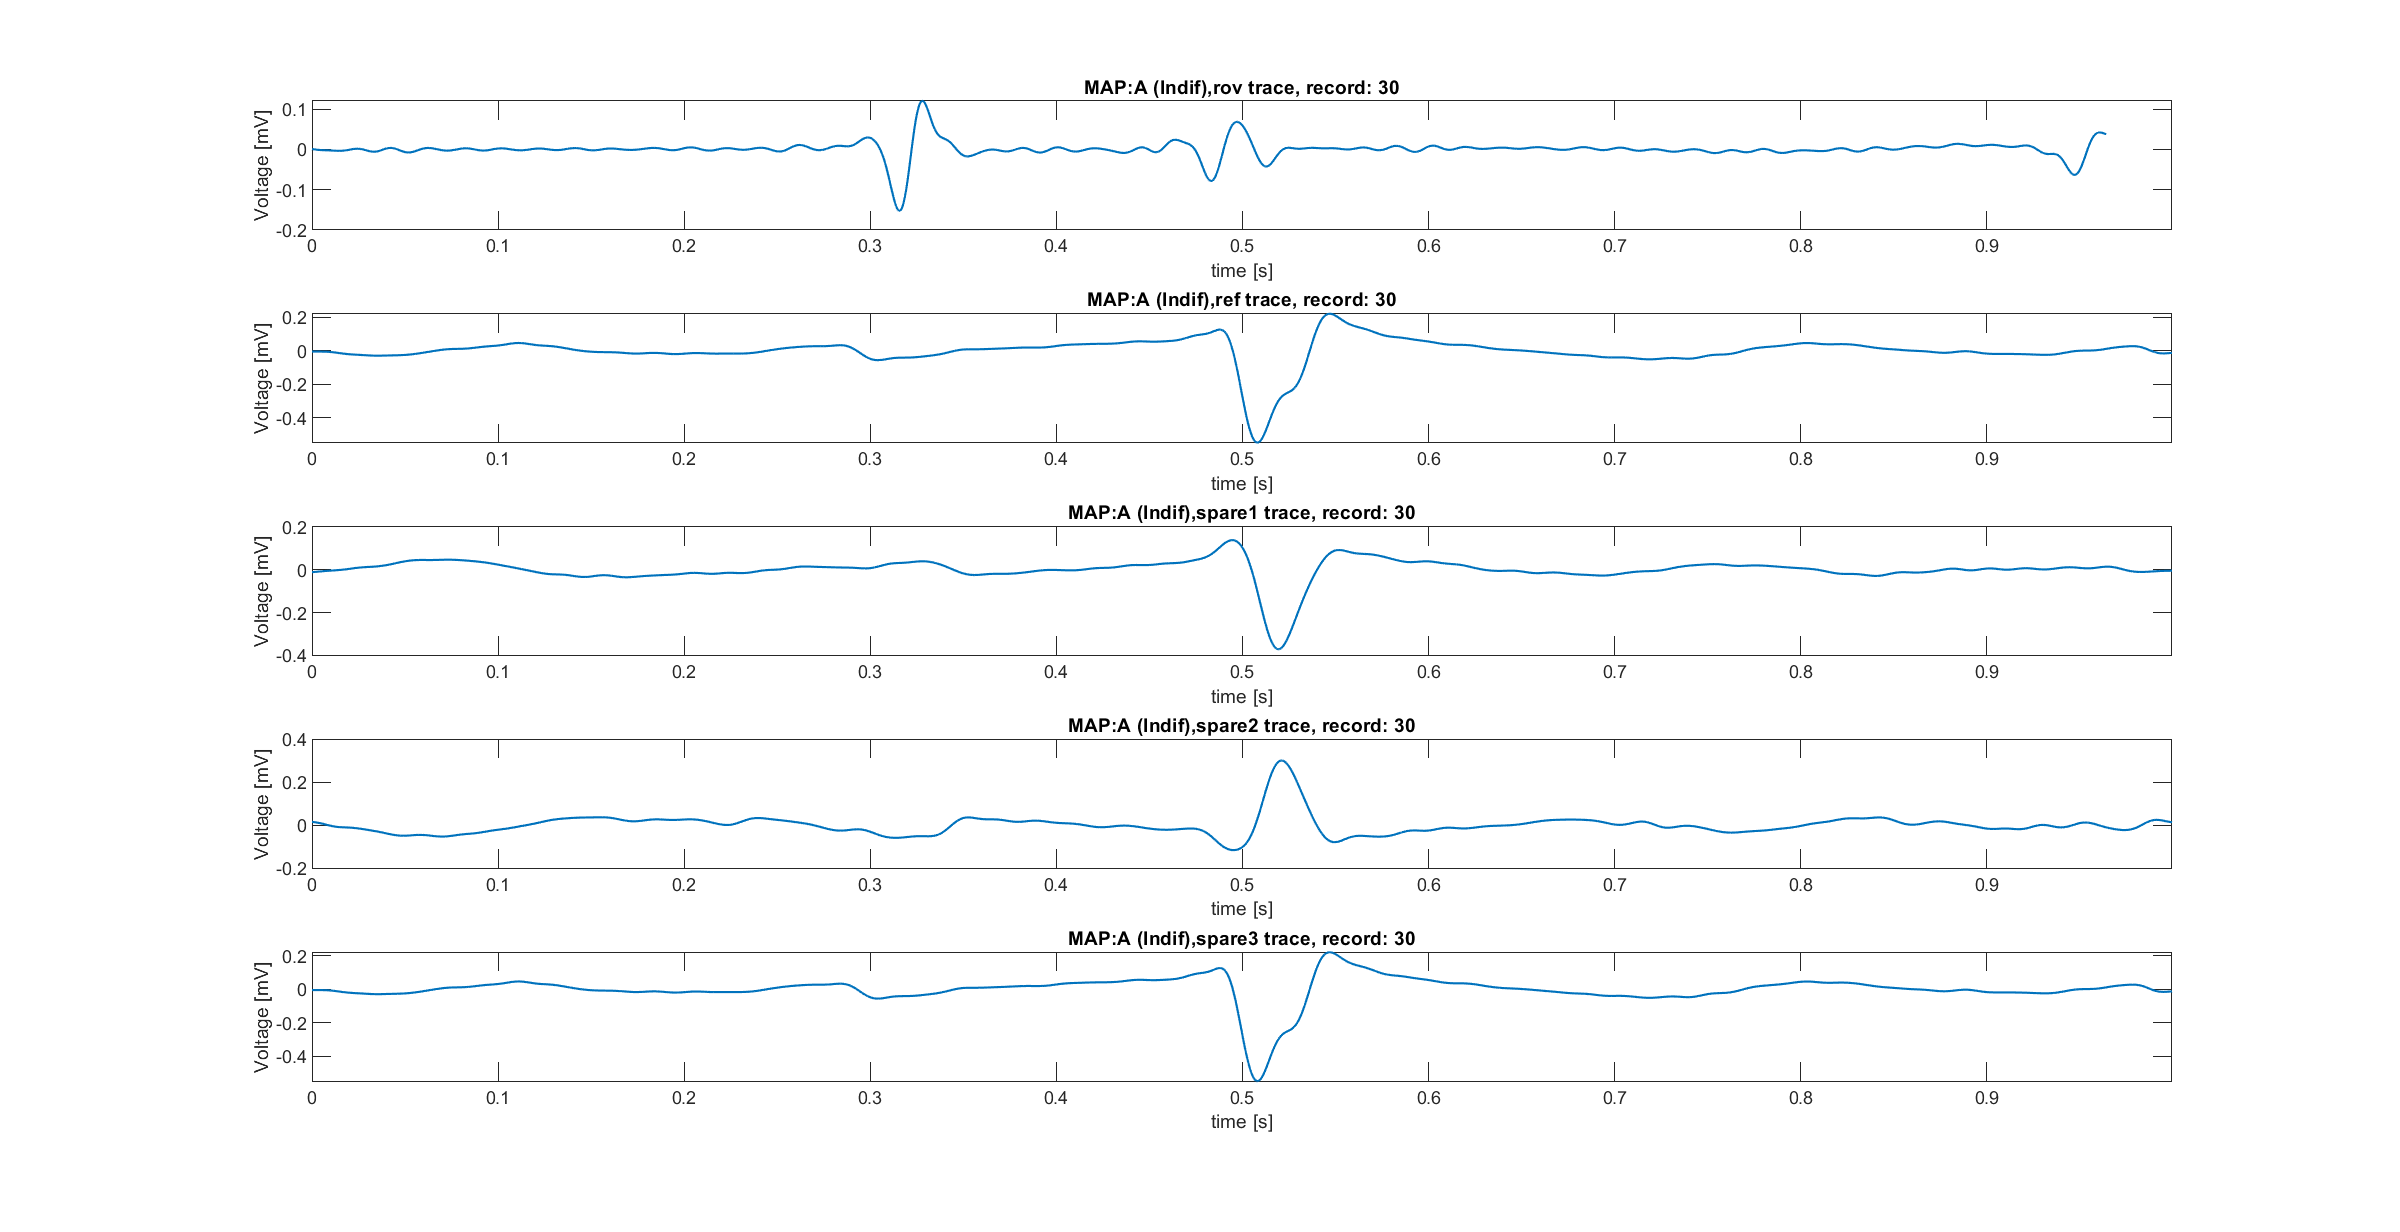 MAP:A (Indif),rov trace, record: 30
Voltage [mV]
0.1
0
-0.1
-0.2
0 0.1 0.2 0.3 0.4 0.5 0.6 0.7 0.8 0.9
time [s]
MAP:A (Indif),ref trace, record: 30
Voltage [mV]
0.2
0
-0.2
-0.4
0 0.1 0.2 0.3 0.4 0.5 0.6 0.7 0.8 0.9
time [s]
MAP:A (Indif),spare1 trace, record: 30
Voltage [mV]
0.2
0
-0.2
-0.4
0 0.1 0.2 0.3 0.4 0.5 0.6 0.7 0.8 0.9
time [s]
MAP:A (Indif),spare2 trace, record: 30
Voltage [mV]
0.4
0.2
0
-0.2
0 0.1 0.2 0.3 0.4 0.5 0.6 0.7 0.8 0.9
time [s]
MAP:A (Indif),spare3 trace, record: 30
Voltage [mV]
0.2
0
-0.2
-0.4
0 0.1 0.2 0.3 0.4 0.5 0.6 0.7 0.8 0.9
time [s]